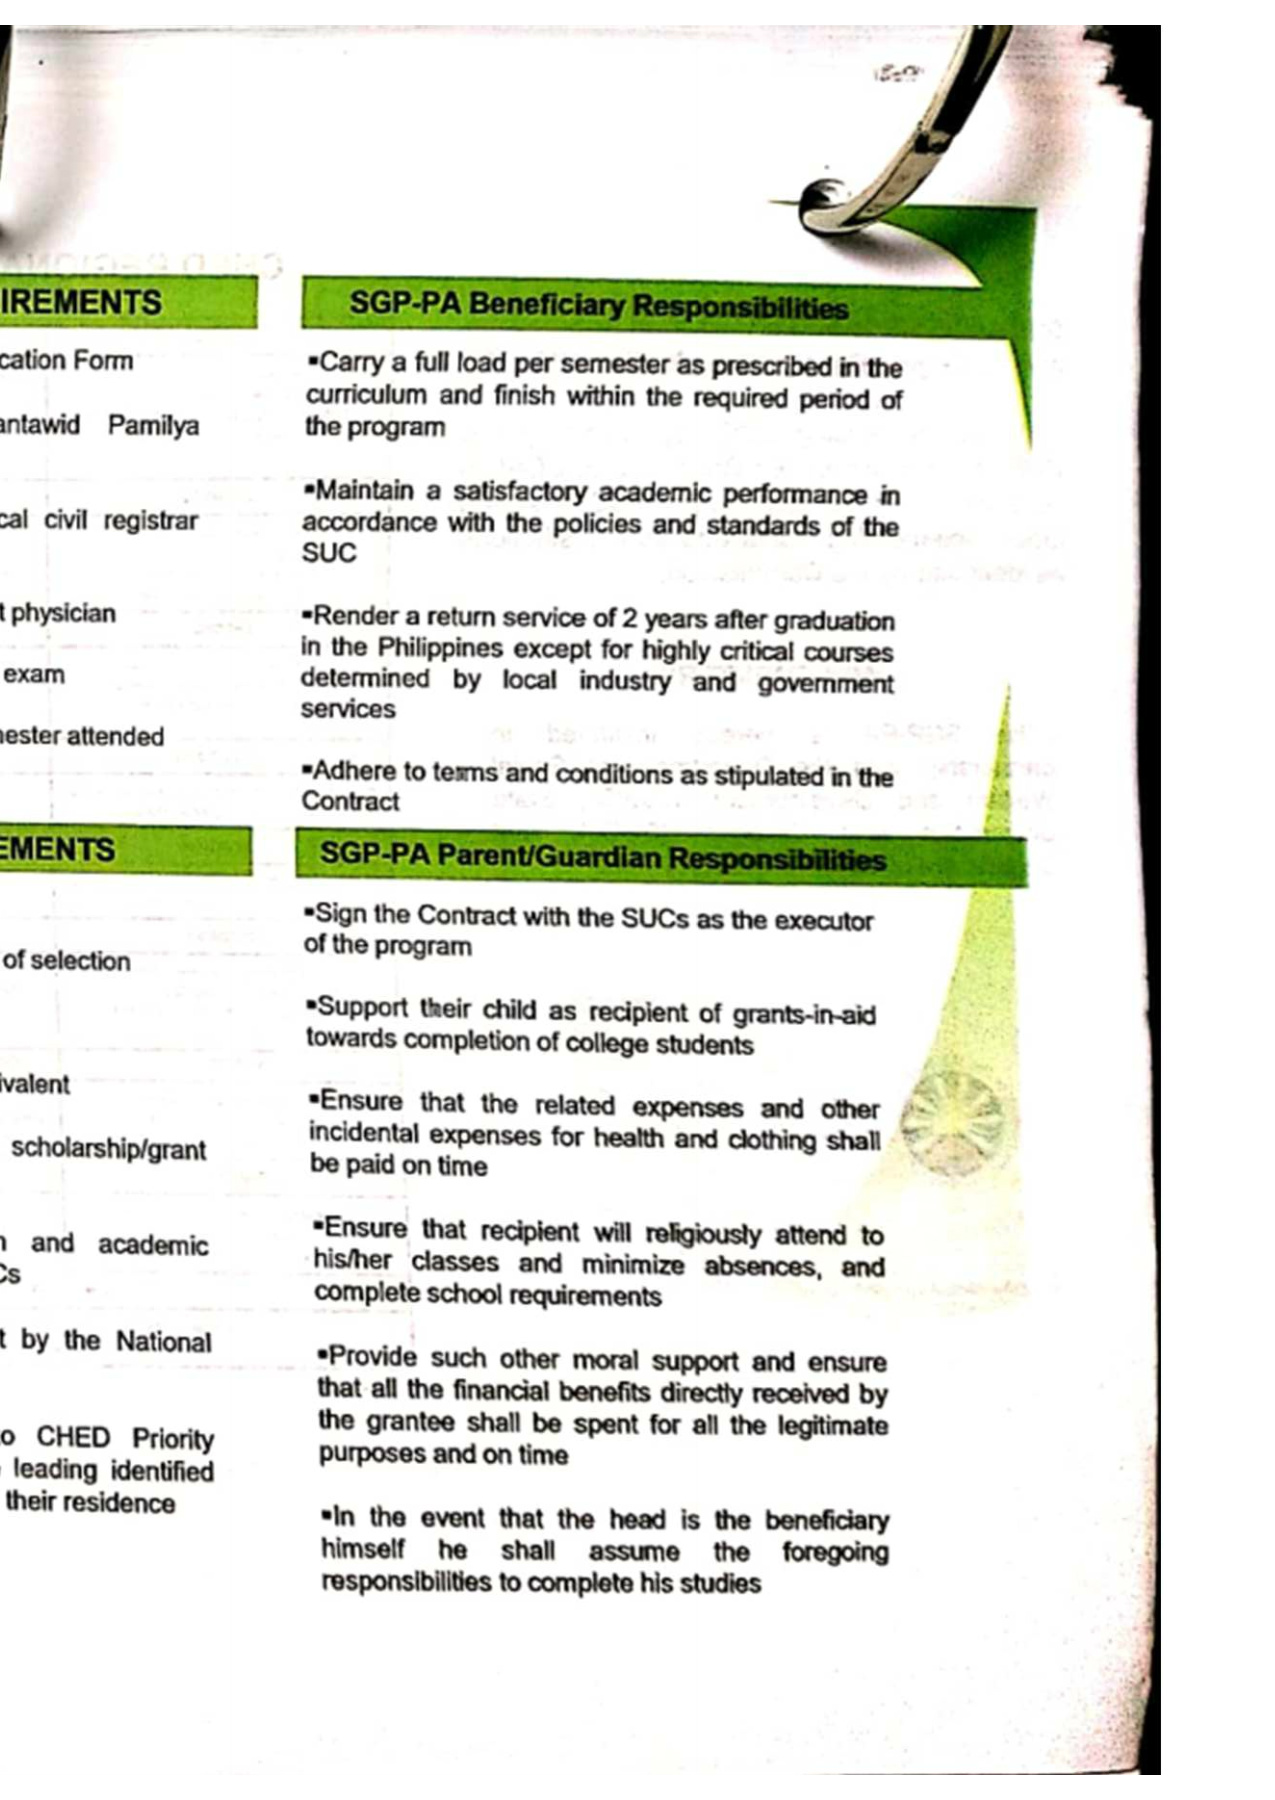 IREMENTS
cation Form
antawid Pamilya
cal civil registrar
t physician
exam
nester attended
EMENTS
of selection
ivalent
scholarship/grant
n and academic
Cs
t by the National
o CHED Priority
leading identified
their residence
SGP-PA Beneficiary Responsibilities
▪Carry a full load per semester as prescribed in the
curriculum and finish within the required period of
the program
▪Maintain a satisfactory academic performance in
accordance with the policies and standards of the
SUC
▪Render a return service of 2 years after graduation
in the Philippines except for highly critical courses
determined by local industry and government
services
▪Adhere to terms and conditions as stipulated in the
Contract
SGP-PA Parent/Guardian Responsibilities
▪Sign the Contract with the SUCs as the executor
of the program
▪Support their child as recipient of grants-in-aid
towards completion of college students
▪Ensure that the related expenses and other
incidental expenses for health and clothing shall
be paid on time
▪Ensure that recipient will religiously attend to
his/her classes and minimize absences, and
complete school requirements
▪Provide such other moral support and ensure
that all the financial benefits directly received by
the grantee shall be spent for all the legitimate
purposes and on time
▪In the event that the head is the beneficiary
himself he shall assume the foregoing
responsibilities to complete his studies